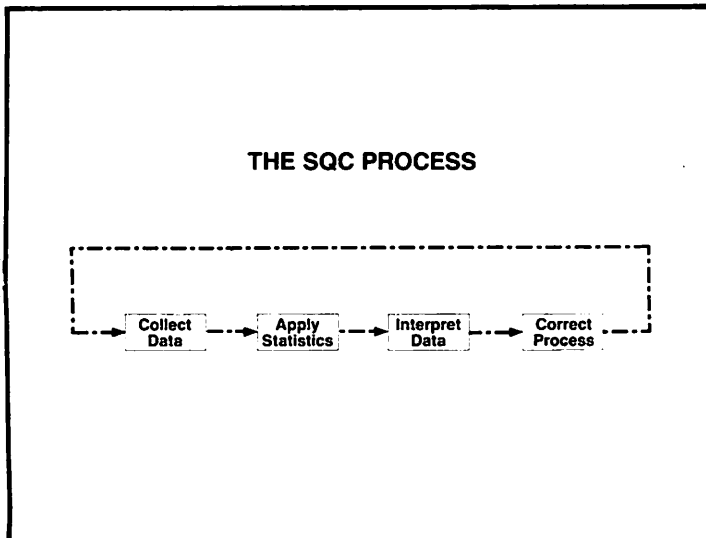 THE SQC PROCESS
Collect
Data
Apply
Statistics
Interpret
Data
Correct
Process